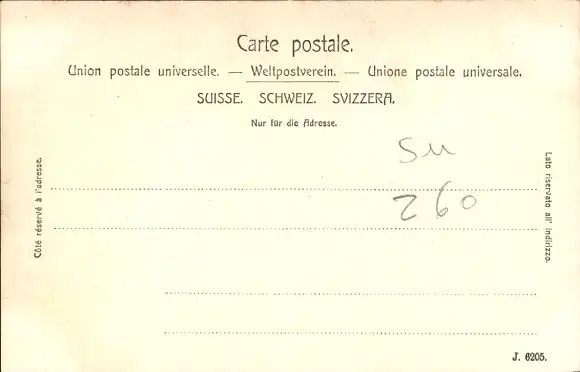 Carte postale.
Union postale universelle. — Weltpostverein. — Unione postale universale.
SUISSE. SCHWEIZ. SVIZZERA.
Nur für die Adresse.
Côté réservé à l'adresse.
Lato riservato all' indirizzo.
SM
260
J. 6205.